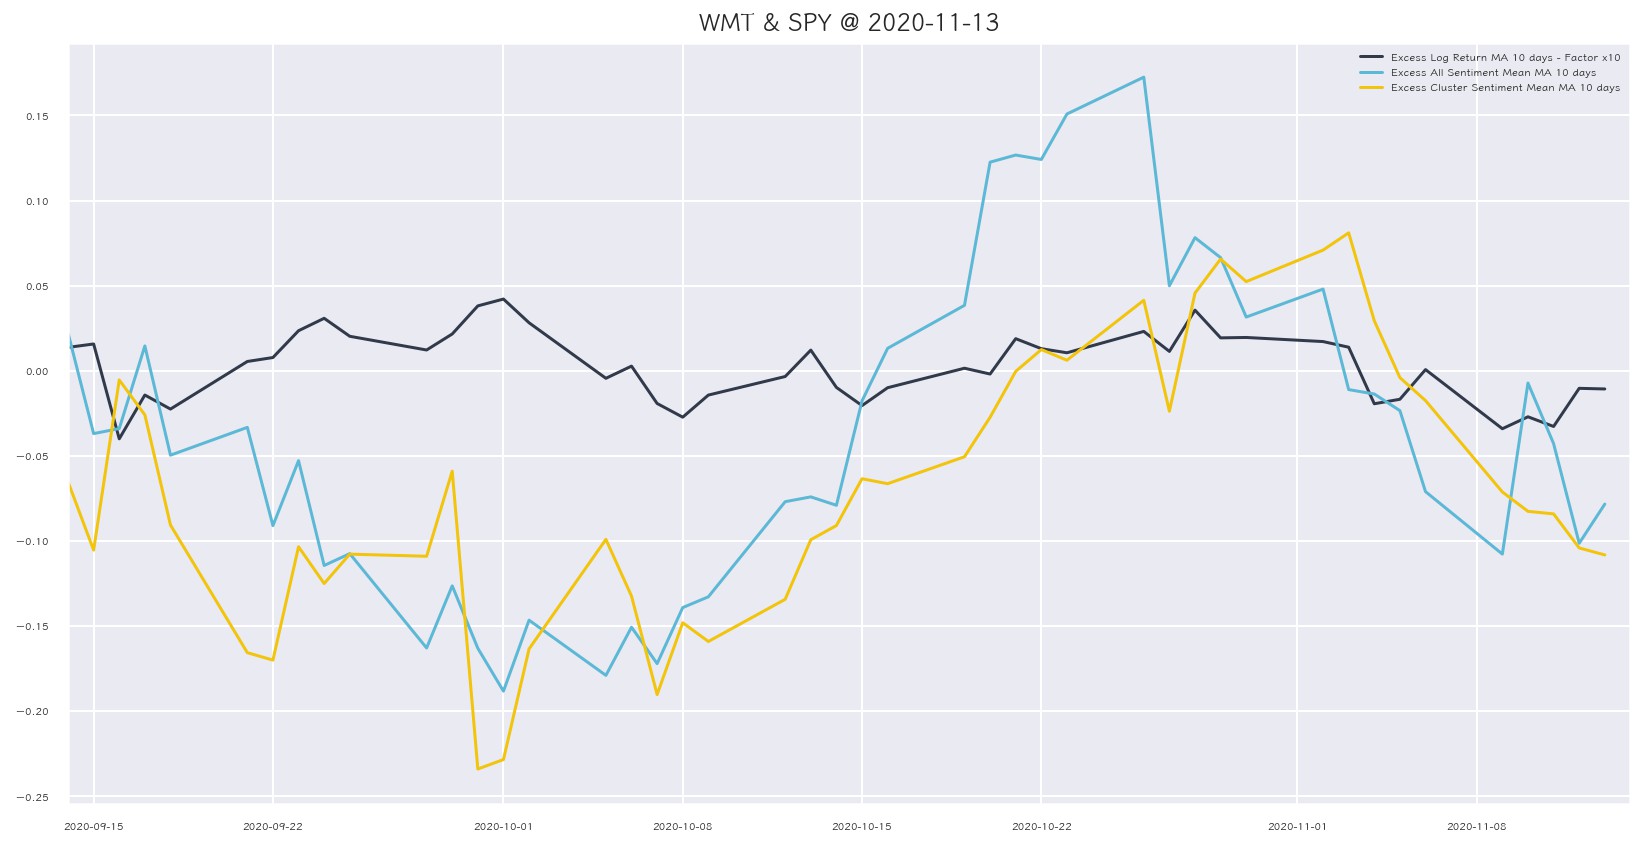 WMT & SPY @ 2020-11-13
Excess Log Return MA 10 days - Factor x10
Excess All Sentiment Mean MA 10 days
Excess Cluster Sentiment Mean MA 10 days
0.15
0.10
0.05
0.00
−0.05
−0.10
−0.15
−0.20
−0.25
2020-09-15 2020-09-22 2020-10-01 2020-10-08 2020-10-15 2020-10-22 2020-11-01 2020-11-08